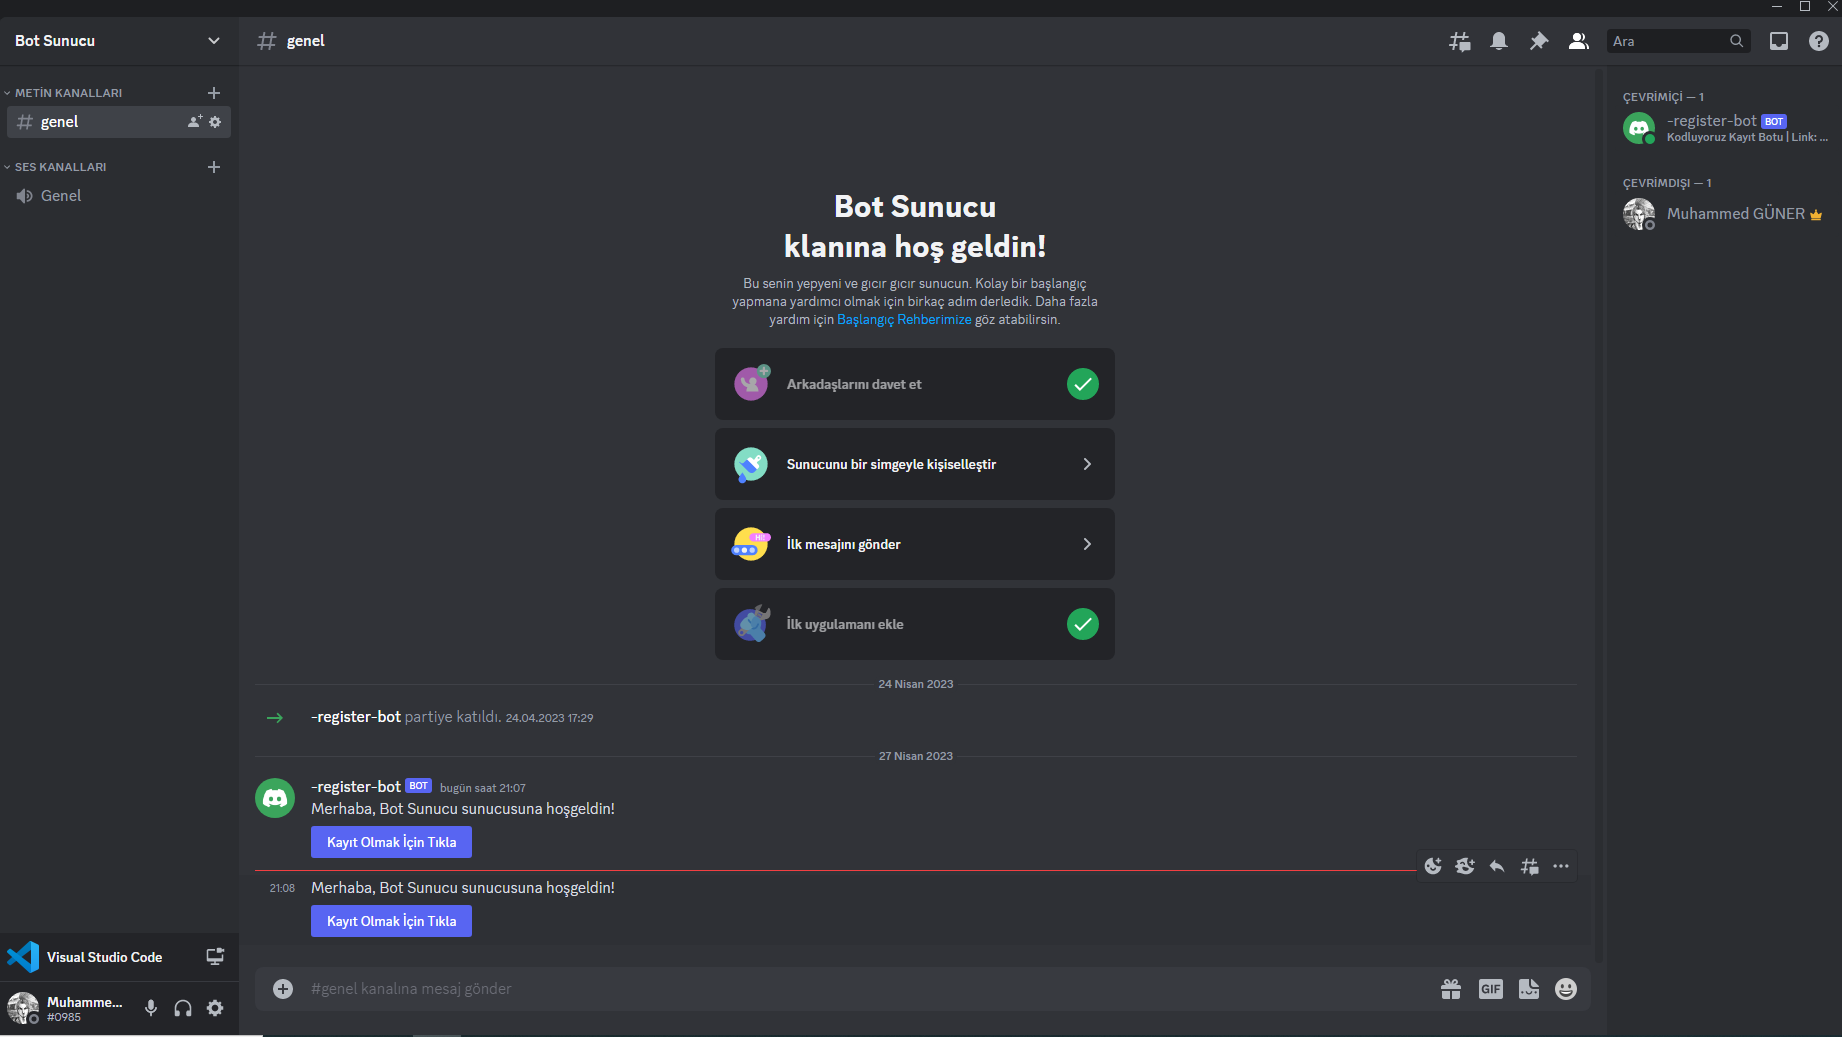 Bot Sunucu
genel
Ara
METİN KANALLARI
genel
SES KANALLARI
Genel
Bot Sunucu
klanına hoş geldin!
Bu senin yepyeni ve gıcır gıcır sunucun. Kolay bir başlangıç
yapmana yardımcı olmak için birkaç adım derledik. Daha fazla
yardım için Başlangıç Rehberimize göz atabilirsin.
Arkadaşlarını davet et
Sunucunu bir simgeyle kişiselleştir
Hi!
İlk mesajını gönder
İlk uygulamanı ekle
24 Nisan 2023
-register-bot partiye katıldı. 24.04.2023 17:29
27 Nisan 2023
-register-bot BOT bugün saat 21:07
Merhaba, Bot Sunucu sunucusuna hoşgeldin!
Kayıt Olmak İçin Tıkla
21:08 Merhaba, Bot Sunucu sunucusuna hoşgeldin!
Kayıt Olmak İçin Tıkla
#genel kanalına mesaj gönder
GIF
Visual Studio Code
Muhamme...
#0985
ÇEVRİMİÇİ — 1
-register-bot BOT
Kodluyoruz Kayıt Botu | Link: ...
ÇEVRİMDIŞI — 1
Muhammed GÜNER